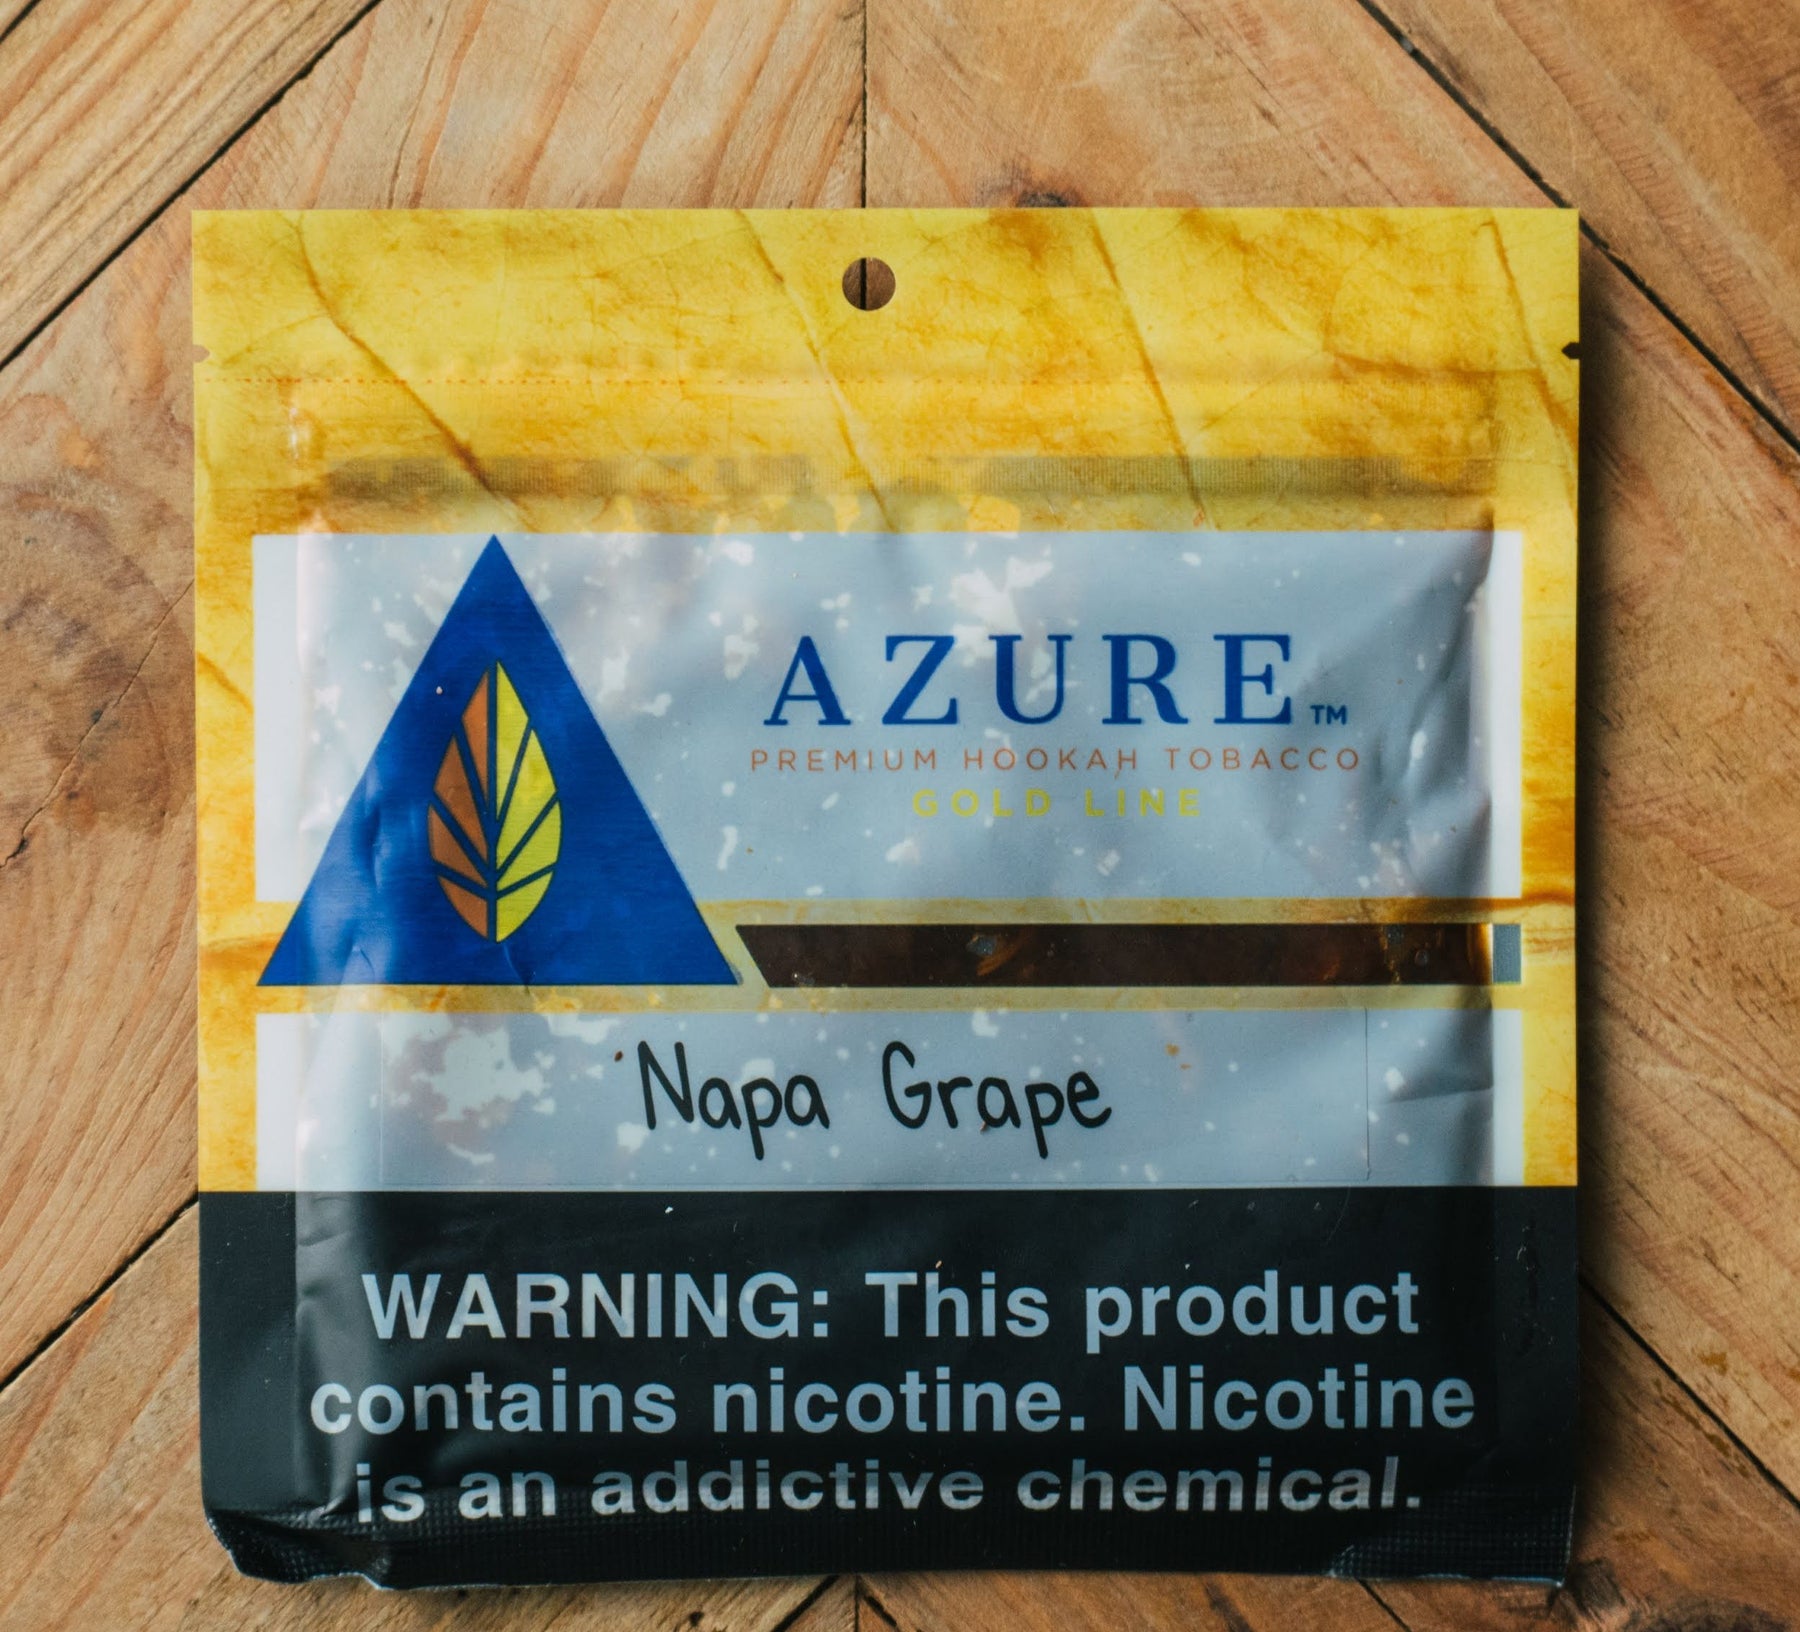 AZURE™
PREMIUM HOOKAH TOBACCO
GOLD LINE
Napa Grape
WARNING: This product
contains nicotine. Nicotine
is an addictive chemical.